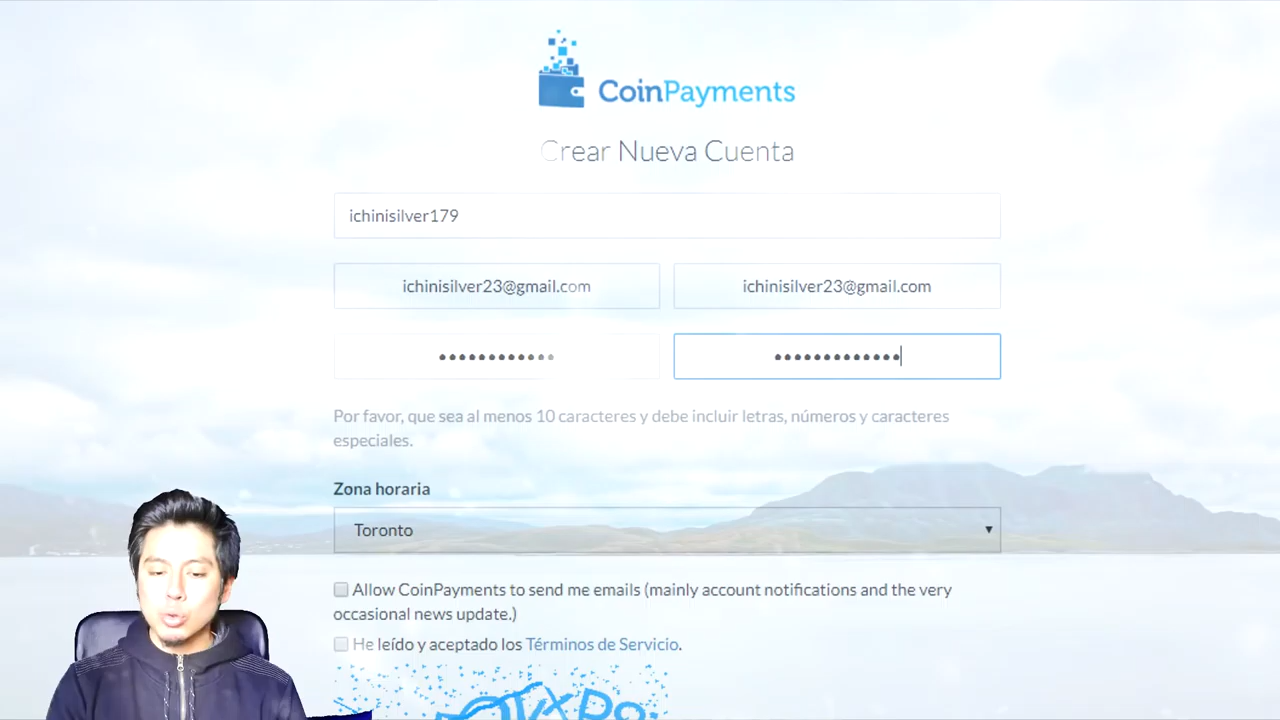 CoinPayments
Crear Nueva Cuenta
ichinisilver179
ichinisilver23@gmail.com ichinisilver23@gmail.com
Por favor, que sea al menos 10 caracteres y debe incluir letras, números y caracteres
especiales.
Zona horaria
Toronto
Allow CoinPayments to send me emails (mainly account notifications and the very
occasional news update.)
He leído y aceptado los Términos de Servicio.